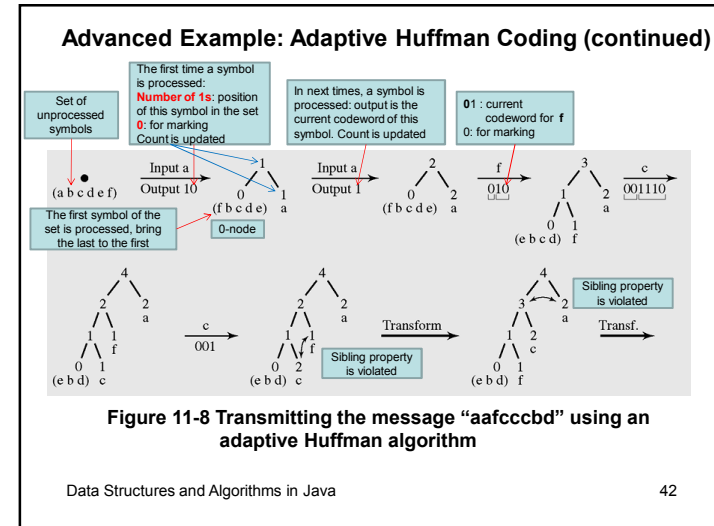 Advanced Example: Adaptive Huffman Coding (continued)
Set of
unprocessed
symbols
The first time a symbol
is processed:
Number of 1s: position
of this symbol in the set
0: for marking
Count is updated
In next times, a symbol is
processed: output is the
current codeword of this
symbol. Count is updated
01 : current
codeword for f
0: for marking
(a b c d e f)
Input a
Output 10
1
0 1
(f b c d e) a
0-node
Input a
Output 1
2
0 2
(f b c d e) a
f
010
3
1 2
a
0 1
(e b c d) f
c
001110
The first symbol of the
set is processed, bring
the last to the first
4
2 2
a
1 1
f
0 1
(e b d) c
c
001
4
2 2
a
1 1
f
0 2
(e b d) c
Sibling property
is violated
Transform
4
3 2
a
1 2
c
0 1
(e b d) f
Sibling property
is violated
Transf.
Figure 11-8 Transmitting the message “aafcccbd” using an
adaptive Huffman algorithm
Data Structures and Algorithms in Java 42